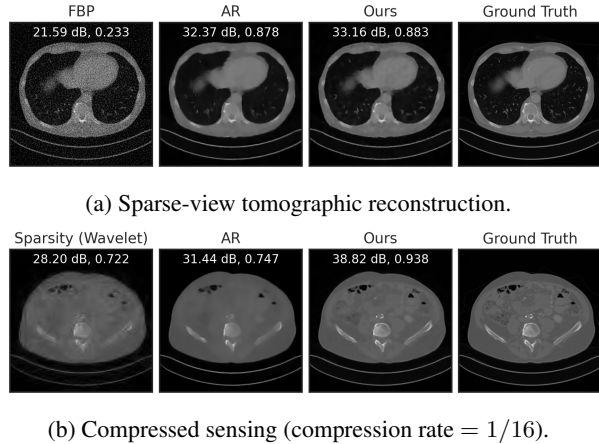 FBP AR Ours Ground Truth
21.59 dB, 0.233 32.37 dB, 0.878 33.16 dB, 0.883
(a) Sparse-view tomographic reconstruction.
Sparsity (Wavelet) AR Ours Ground Truth
28.20 dB, 0.722 31.44 dB, 0.747 38.82 dB, 0.938
(b) Compressed sensing (compression rate = 1/16).